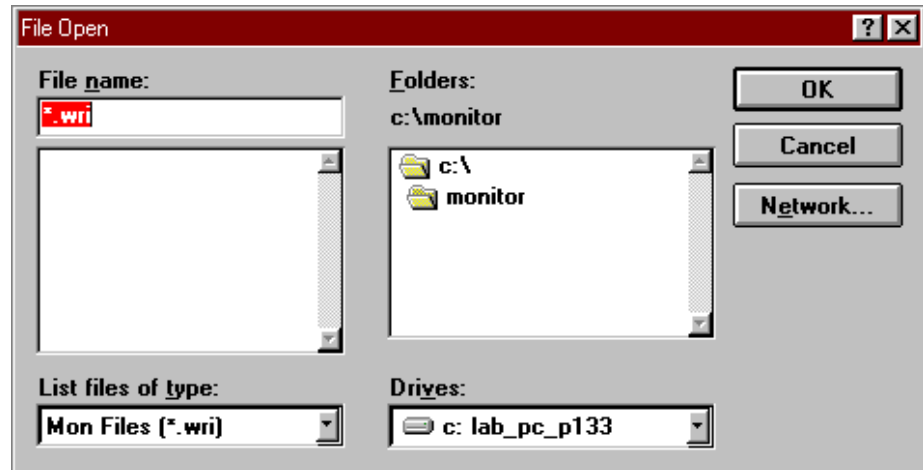 File Open
File name:
*.wri
Folders:
c:\monitor
c:\
monitor
OK
Cancel
Network...
List files of type:
Mon Files (*.wri)
Drives:
c: lab_pc_p133